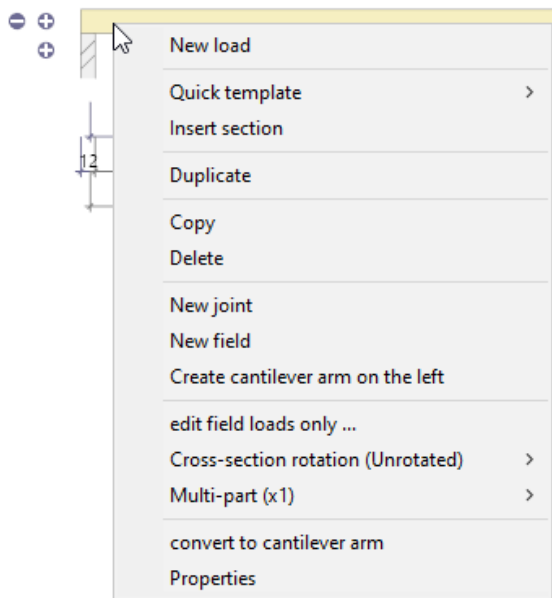 New load
Quick template
Insert section
12
Duplicate
Copy
Delete
New joint
New field
Create cantilever arm on the left
edit field loads only ...
Cross-section rotation (Unrotated)
Multi-part (x1)
convert to cantilever arm
Properties